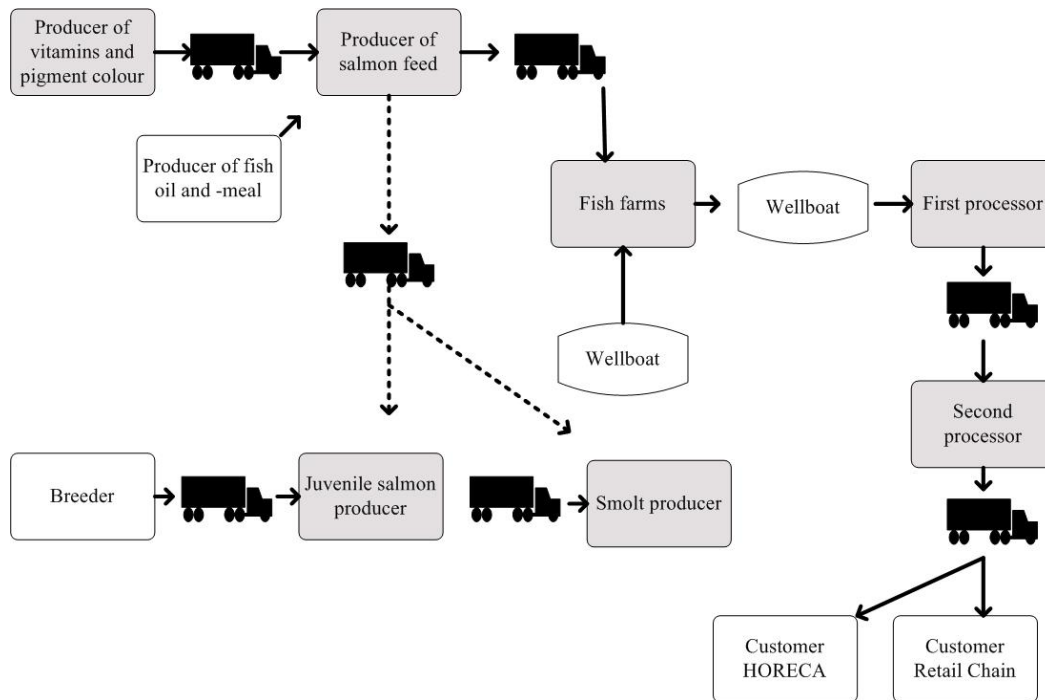 Producer of
vitamins and
pigment colour
Producer of
salmon feed
Producer of fish
oil and -meal
Fish farms
Wellboat
First processor
Wellboat
Second
processor
Breeder
Juvenile salmon
producer
Smolt producer
Customer
HORECA
Customer
Retail Chain